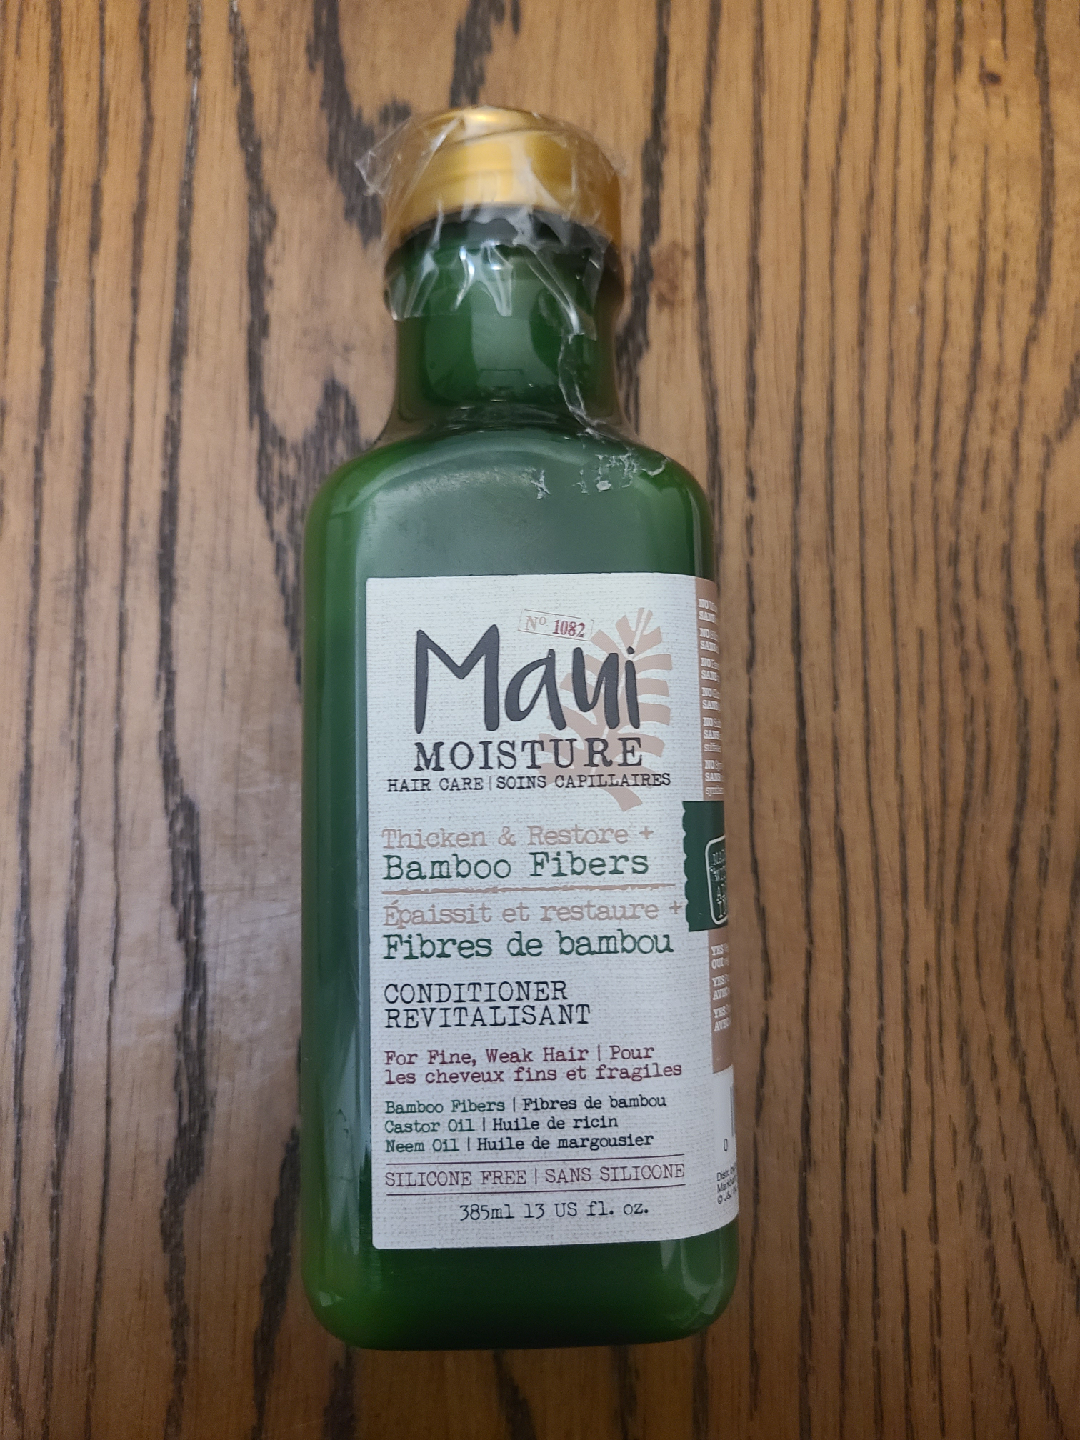 Nº 1082
Maui
MOISTURE
HAIR CARE | SOINS CAPILLAIRES
Thicken & Restore +
Bamboo Fibers
Épaissit et restaure +
Fibres de bambou
CONDITIONER
REVITALISANT
For Fine, Weak Hair | Pour
les cheveux fins et fragiles
Bamboo Fibers | Fibres de bambou
Castor Oil | Huile de ricin
Neem Oil | Huile de margousier
SILICONE FREE | SANS SILICONE
385ml 13 US fl. oz.